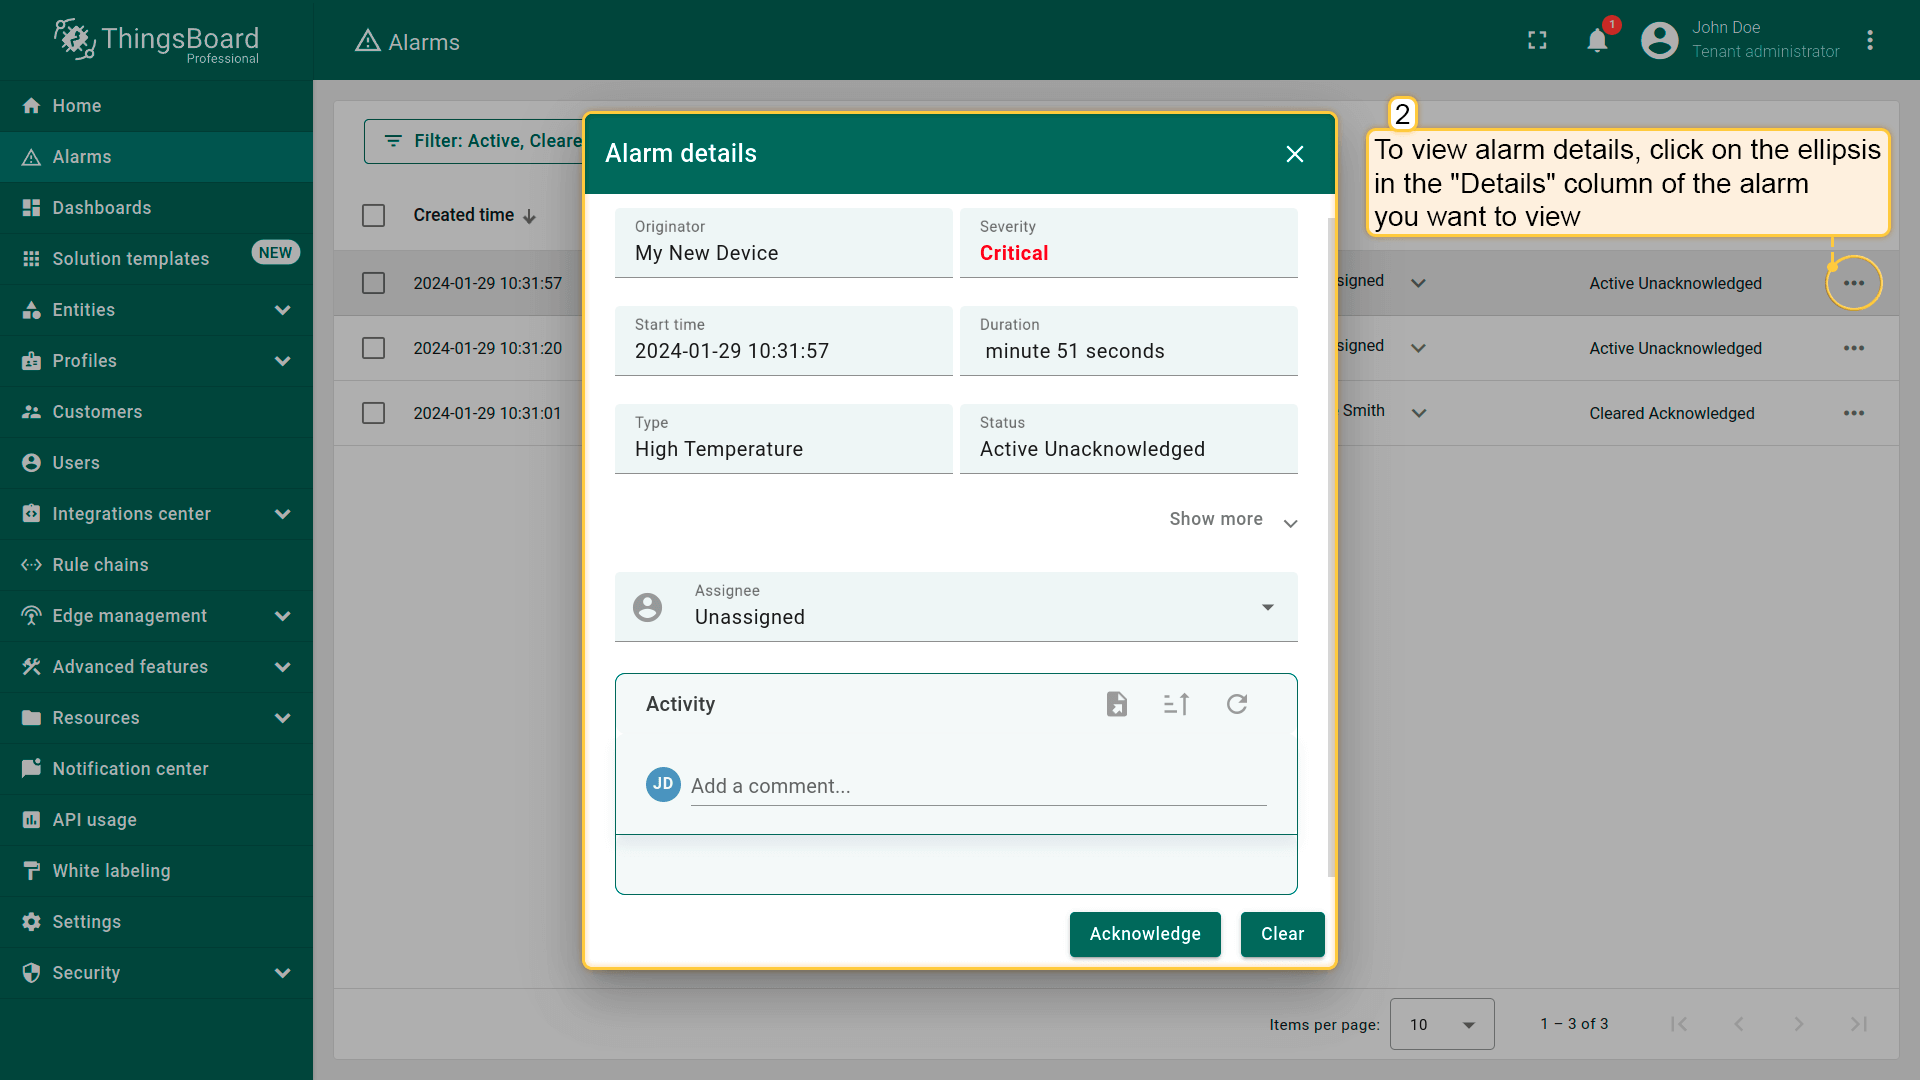 ThingsBoard
Professional
Alarms
1
John Doe
Tenant administrator
Home
Alarms
Dashboards
Solution templates
NEW
Entities
Profiles
Customers
Users
Integrations center
Rule chains
Edge management
Advanced features
Resources
Notification center
API usage
White labeling
Settings
Security
Filter: Active, Cleare
Created time
2024-01-29 10:31:57
signed
Active Unacknowledged
2024-01-29 10:31:20
signed
Active Unacknowledged
2024-01-29 10:31:01
Smith
Cleared Acknowledged
2
To view alarm details, click on the ellipsis
in the "Details" column of the alarm
you want to view
Alarm details
Originator
My New Device
Severity
Critical
Start time
2024-01-29 10:31:57
Duration
minute 51 seconds
Type
High Temperature
Status
Active Unacknowledged
Show more
Assignee
Unassigned
Activity
JD
Add a comment...
Acknowledge
Clear
Items per page:
10
1 – 3 of 3